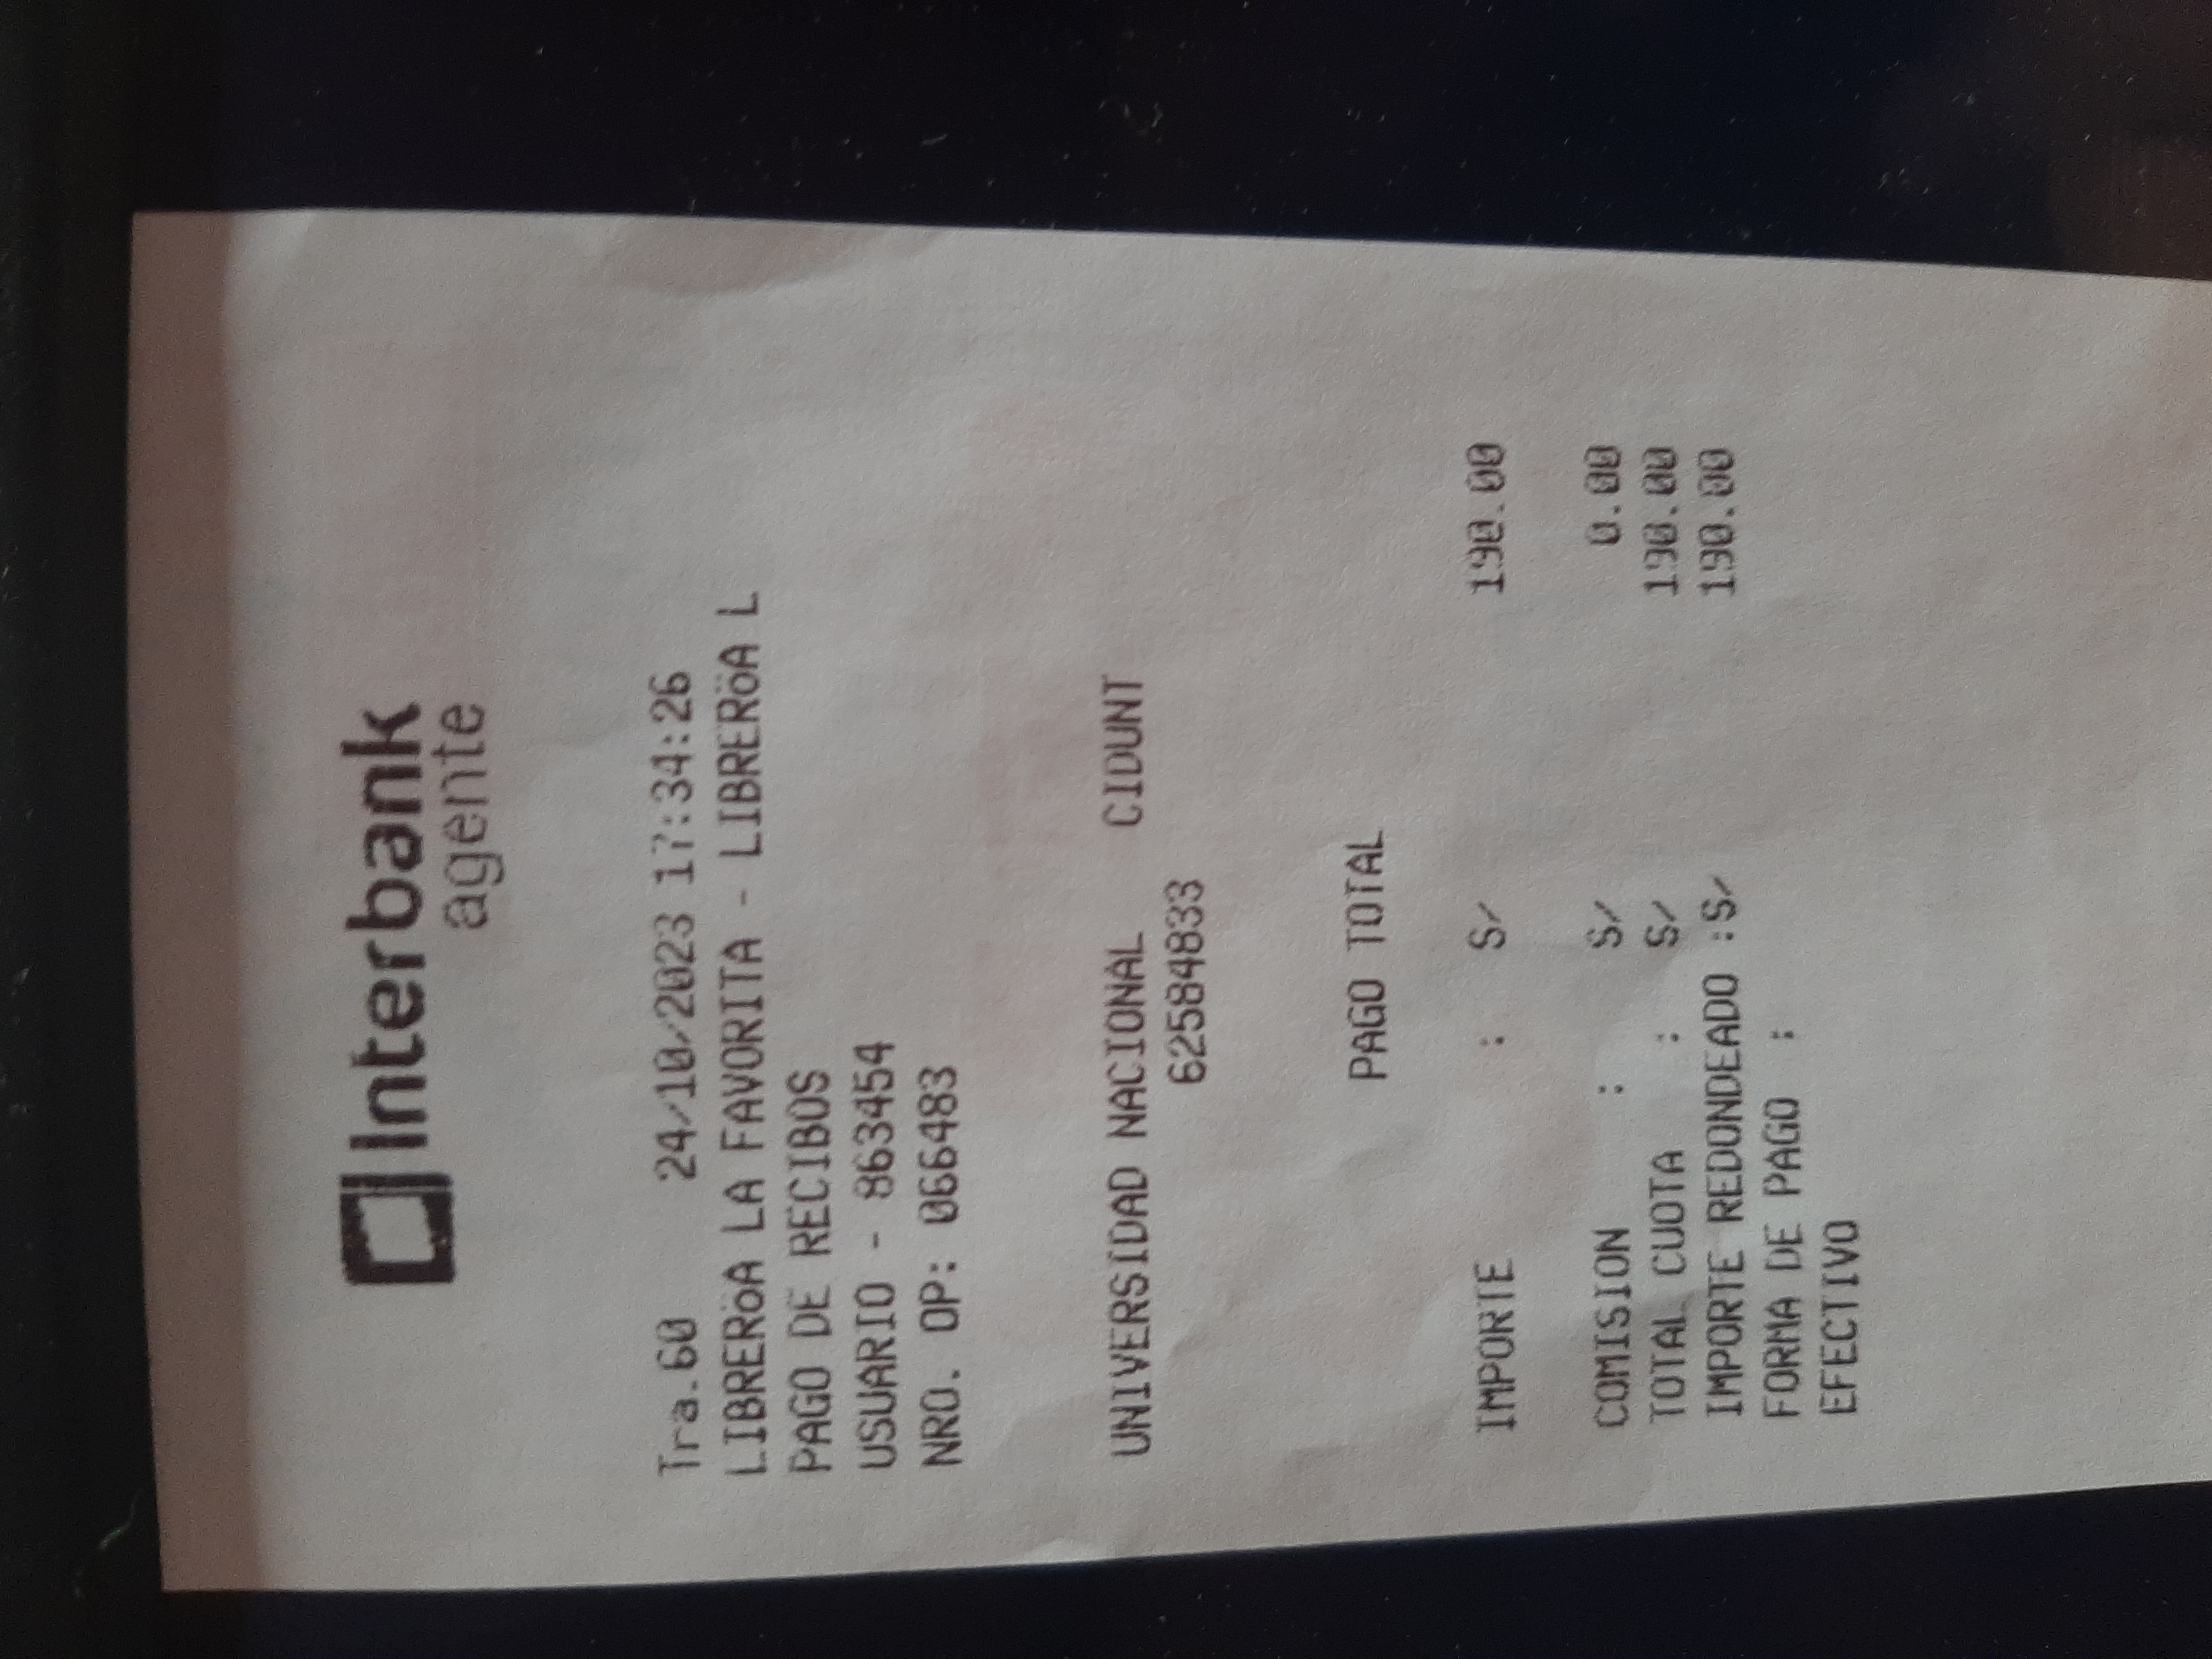 Interbank
agente
Tra.60 24/10/2023 17:34:26
LIBRERöA LA FAVORITA - LIBRERöA L
PAGO DE RECIBOS
USUARIO - 863454
NRO. OP: 066483
UNIVERSIDAD NACIONAL CIDUNT
62584833
PAGO TOTAL
IMPORTE : S/ 190.00
COMISION : S/ 0.00
TOTAL CUOTA : S/ 190.00
IMPORTE REDONDEADO :S/ 190.00
FORMA DE PAGO :
EFECTIVO